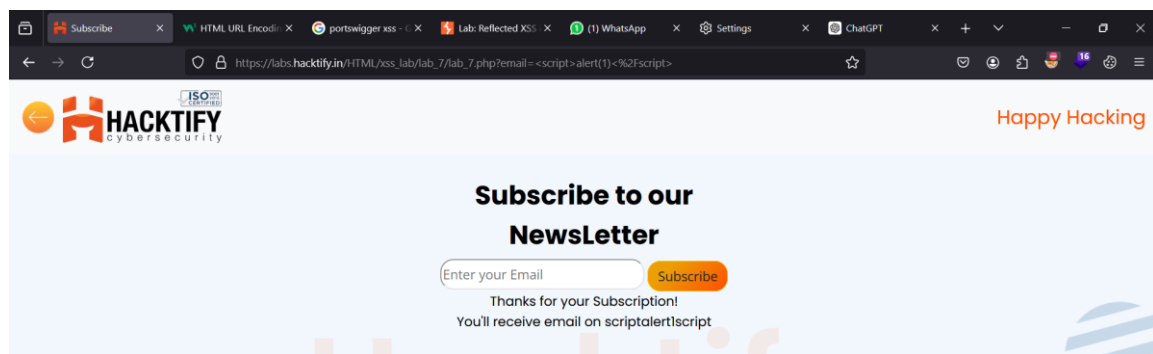 Subscribe
HTML URL Encodin
portswigger xss - G
Lab: Reflected XSS
(1) WhatsApp
Settings
ChatGPT
https://labs.hacktify.in/HTML/xss_lab/lab_7/lab_7.php?email=<script>alert(1)<%2Fscript>
16
ISO
CERTIFIED
HACKTIFY
cybersecurity
Happy Hacking
Subscribe to our
NewsLetter
Enter your Email
Subscribe
Thanks for your Subscription!
You'll receive email on scriptalert1script